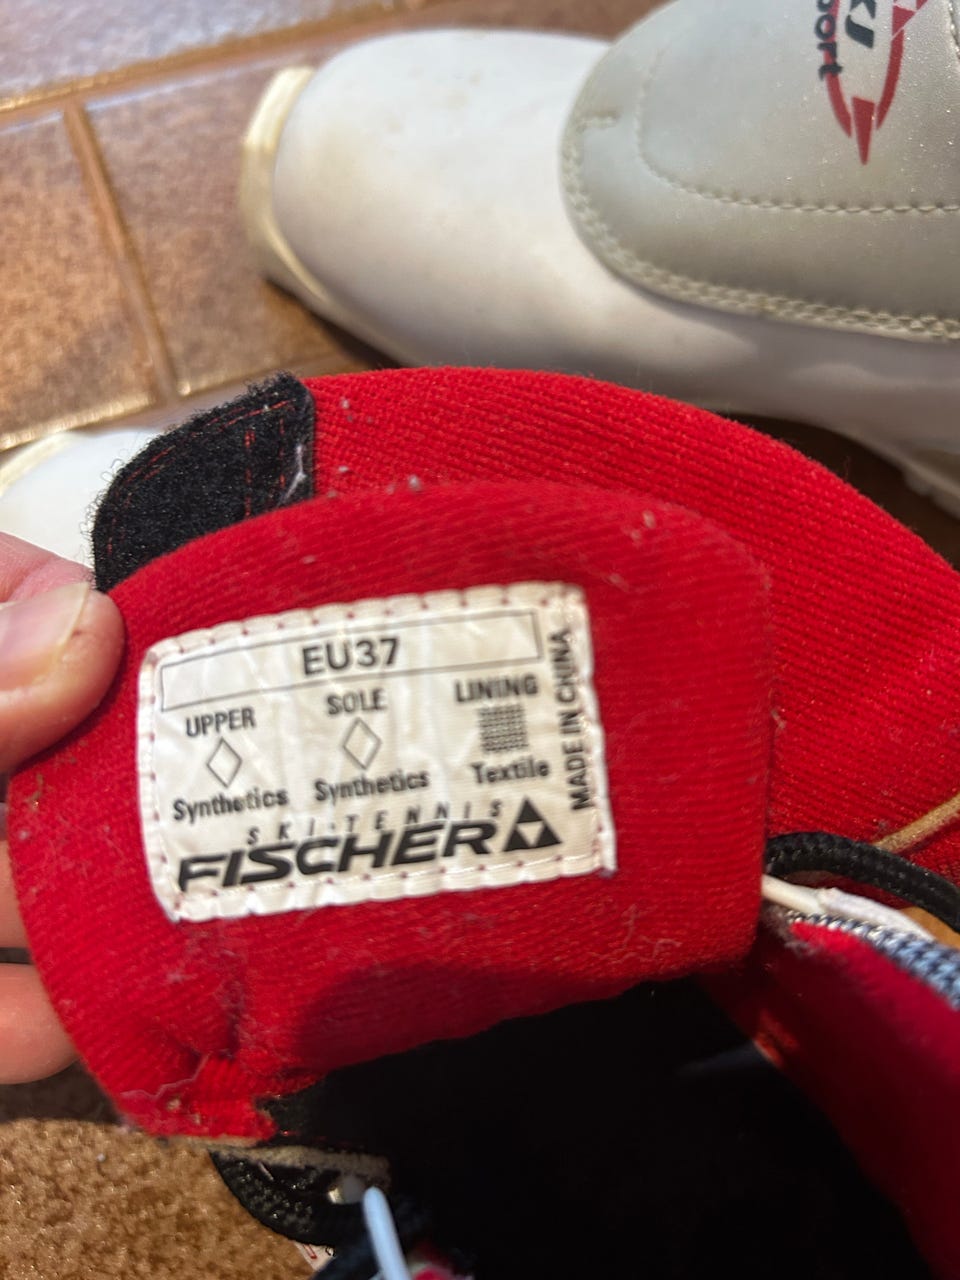 EU37
UPPER
SOLE
LINING
Synthetics
Synthetics
Textile
MADE IN CHINA
SKI·TENNIS
FISCHER